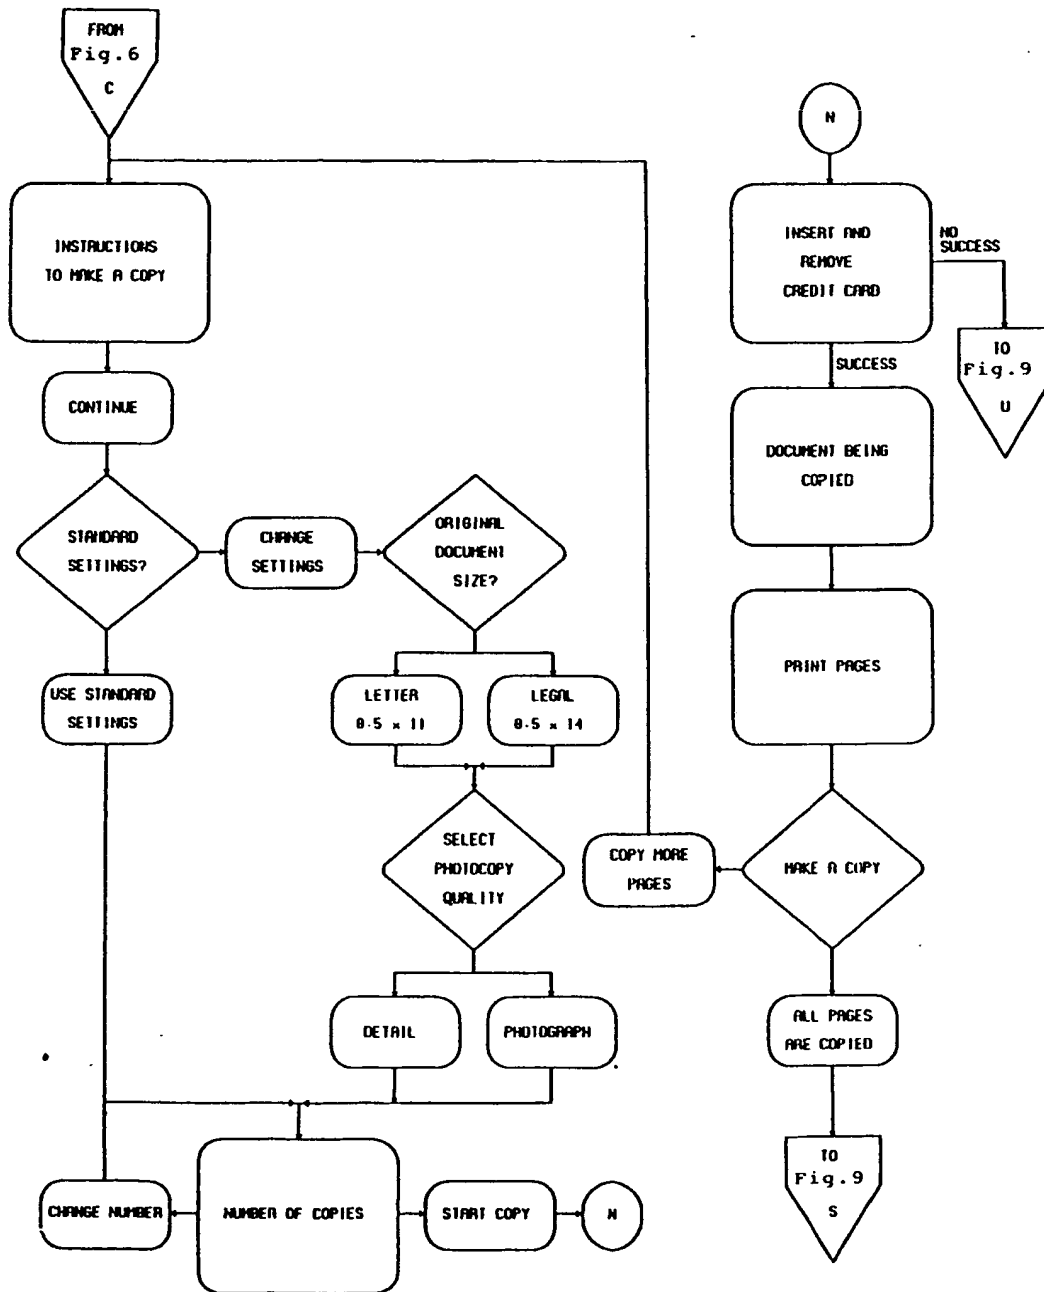 FROM
Fig.6
C
INSTRUCTIONS
TO MAKE A COPY
CONTINUE
STANDARD
SETTINGS?
CHANGE
SETTINGS
ORIGINAL
DOCUMENT
SIZE?
USE STANDARD
SETTINGS
LETTER
8.5 x 11
LEGAL
8.5 x 14
SELECT
PHOTOCOPY
QUALITY
DETAIL
PHOTOGRAPH
CHANGE NUMBER
NUMBER OF COPIES
START COPY
N
N
INSERT AND
REMOVE
CREDIT CARD
NO
SUCCESS
TO
Fig.9
U
SUCCESS
DOCUMENT BEING
COPIED
PRINT PAGES
MAKE A COPY
COPY MORE
PAGES
ALL PAGES
ARE COPIED
TO
Fig.9
S